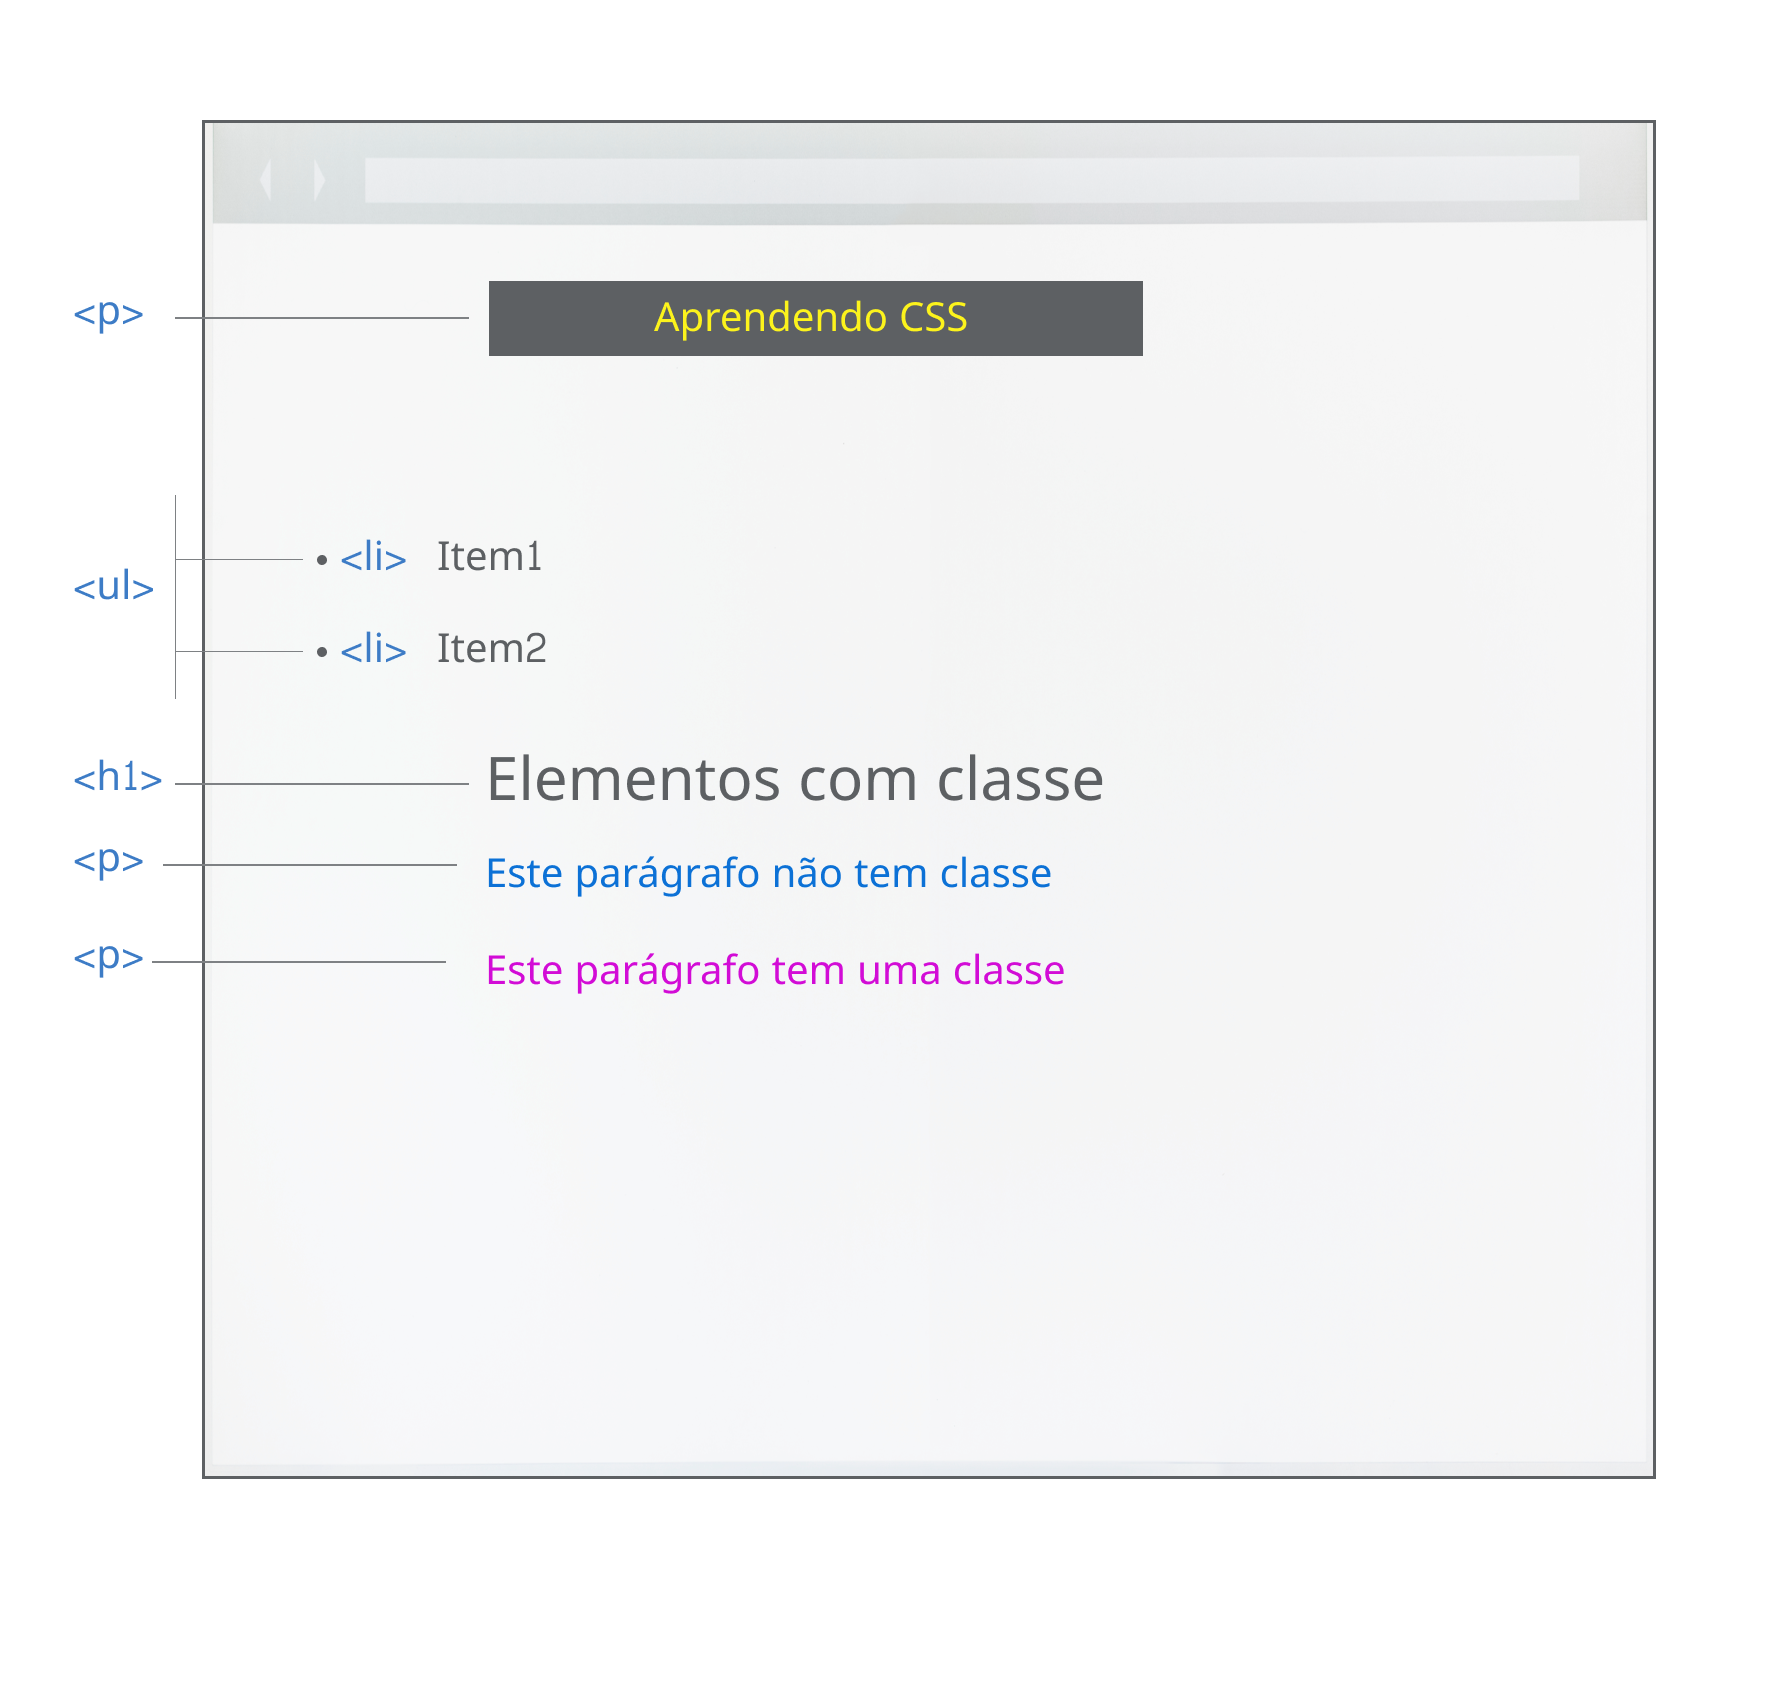 <p> Aprendendo CSS
<ul>
<li> Item1
<li> Item2
<h1> Elementos com classe
<p> Este parágrafo não tem classe
<p> Este parágrafo tem uma classe